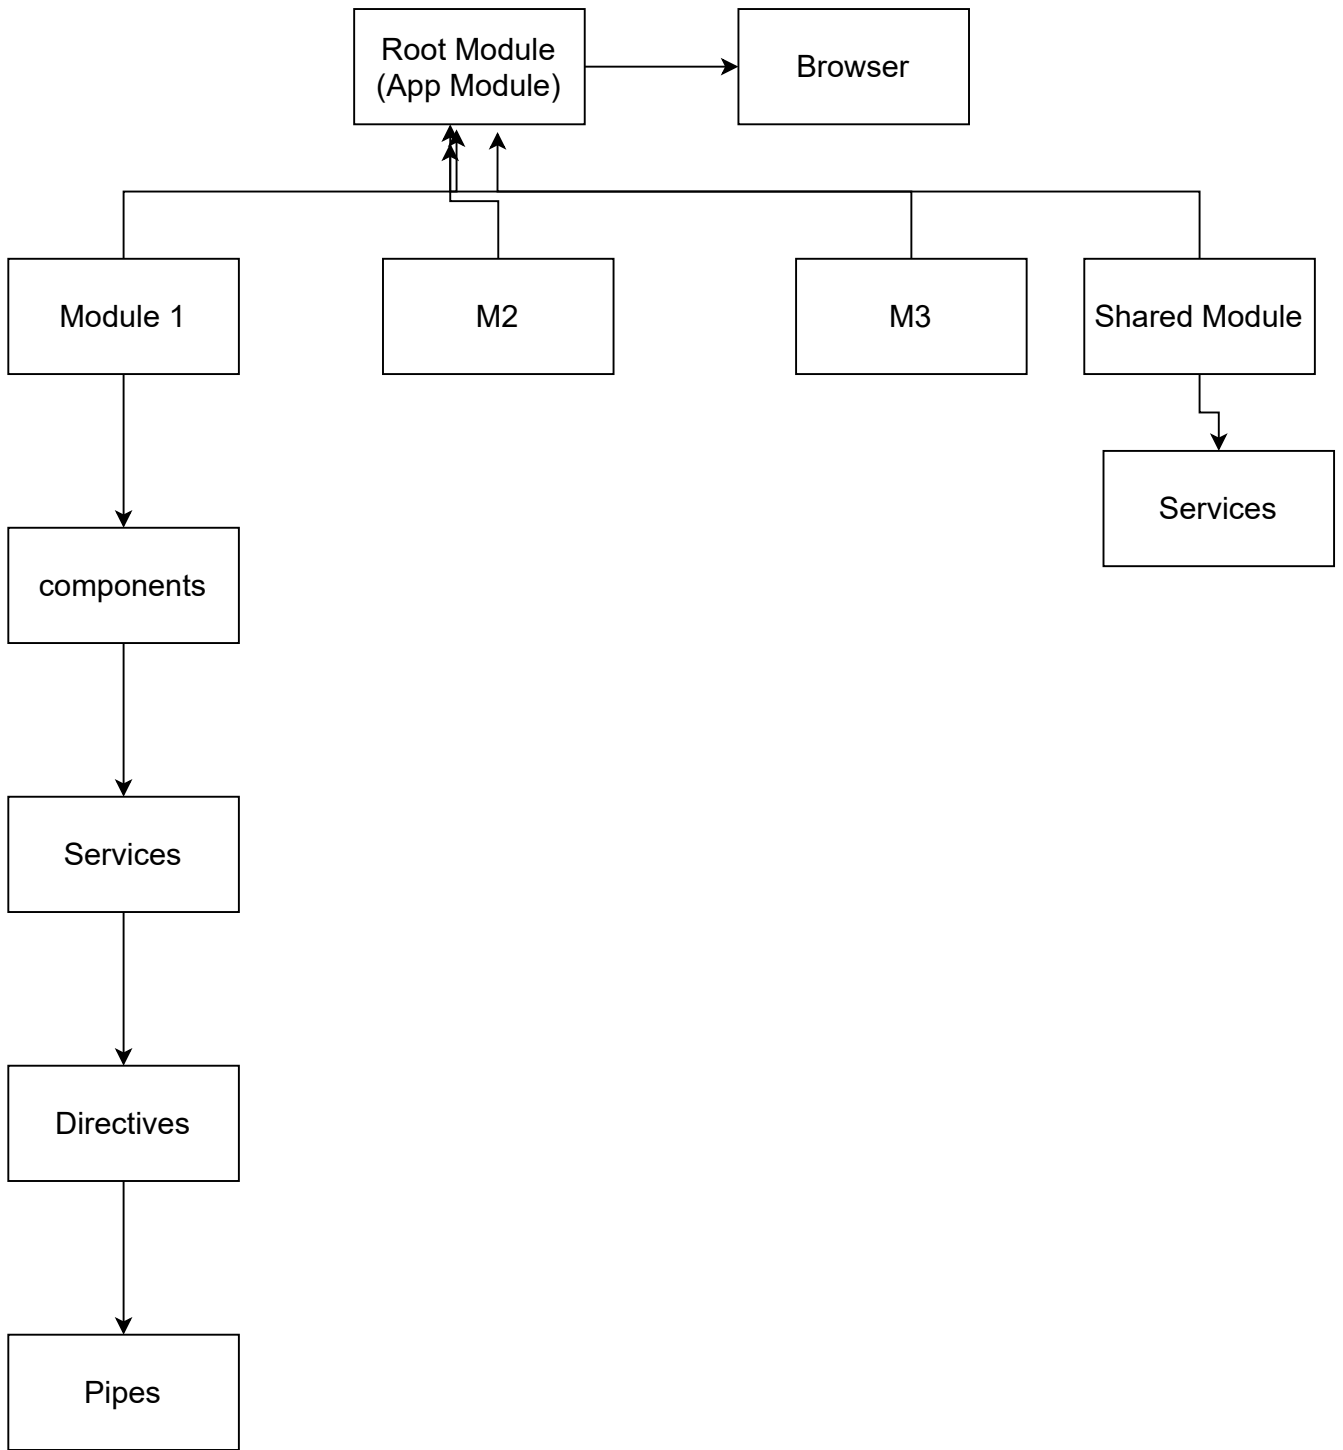 Root Module
(App Module)
Browser
Module 1
M2
M3
Shared Module
Services
components
Services
Directives
Pipes